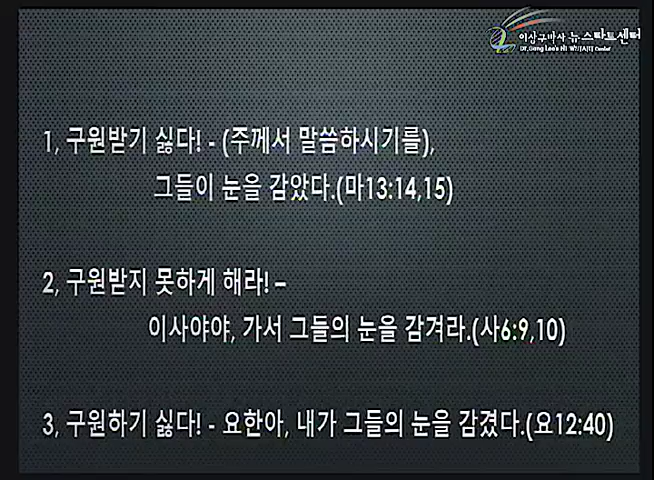 이상구박사 뉴스타트센터
1, 구원받기 싫다! - (주께서 말씀하시기를),
그들이 눈을 감았다.(마13:14,15)
2, 구원받지 못하게 해라! –
이사야야, 가서 그들의 눈을 감겨라.(사6:9,10)
3, 구원하기 싫다! - 요한아, 내가 그들의 눈을 감겼다.(요12:40)